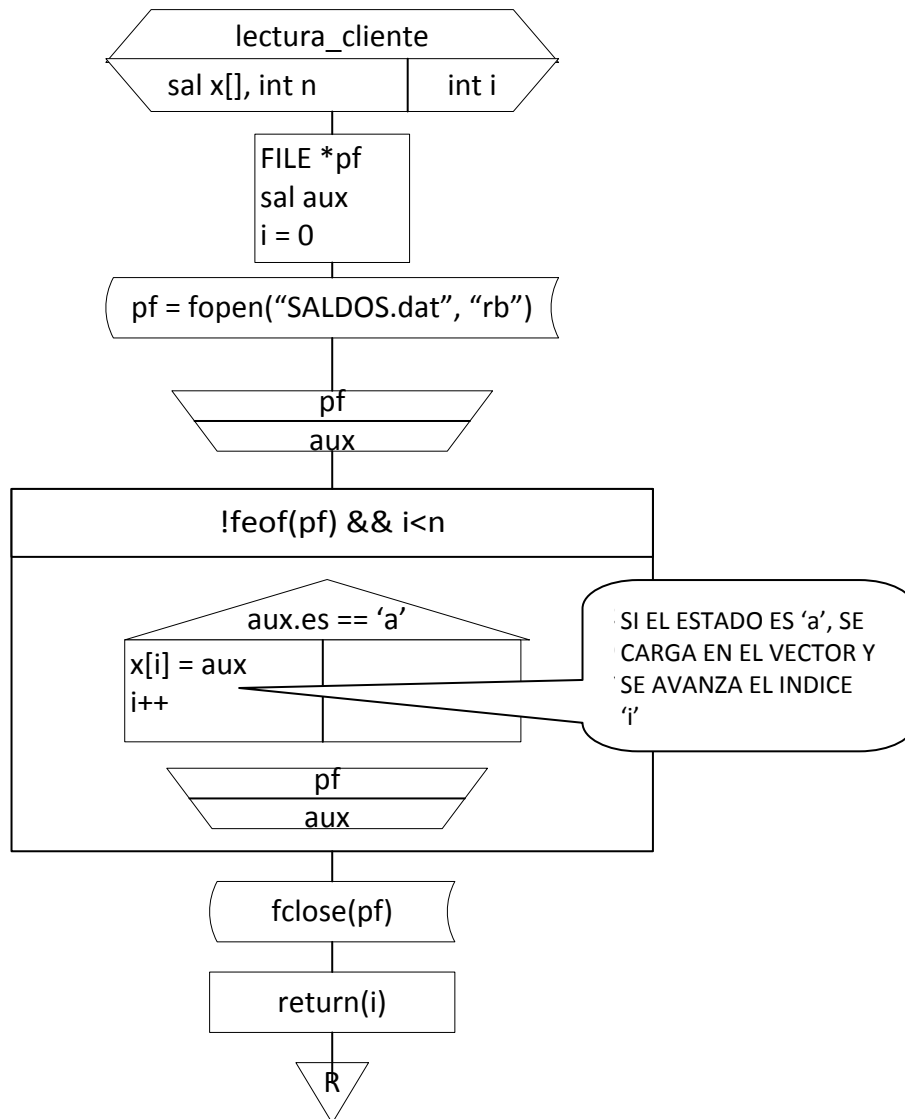 lectura_cliente
sal x[], int n
int i
FILE *pf
sal aux
i = 0
pf = fopen(“SALDOS.dat”, “rb”)
pf
aux
!feof(pf) && i<n
aux.es == ‘a’
x[i] = aux
i++
SI EL ESTADO ES ‘a’, SE
CARGA EN EL VECTOR Y
SE AVANZA EL INDICE
‘i’
pf
aux
fclose(pf)
return(i)
R